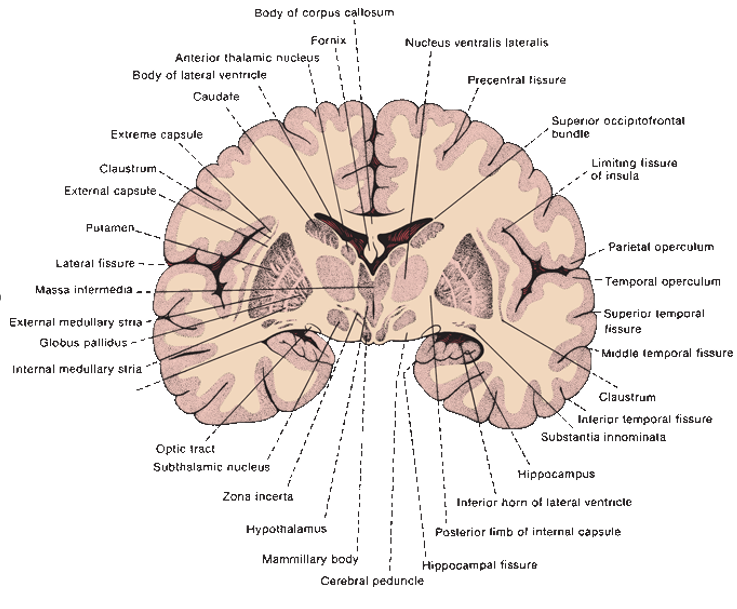 Body of corpus callosum
Fornix
Nucleus ventralis lateralis
Anterior thalamic nucleus
Body of lateral ventricle
Precentral fissure
Caudate
Superior occipitofrontal
bundle
Extreme capsule
Limiting fissure
of insula
Claustrum
External capsule
Putamen
Parietal operculum
Lateral fissure
Temporal operculum
Massa intermedia
Superior temporal
fissure
External medullary stria
Globus pallidus
Middle temporal fissure
Internal medullary stria
Claustrum
Inferior temporal fissure
Substantia innominata
Optic tract
Subthalamic nucleus
Hippocampus
Zona incerta
Inferior horn of lateral ventricle
Hypothalamus
Posterior limb of internal capsule
Mammillary body
Hippocampal fissure
Cerebral peduncle